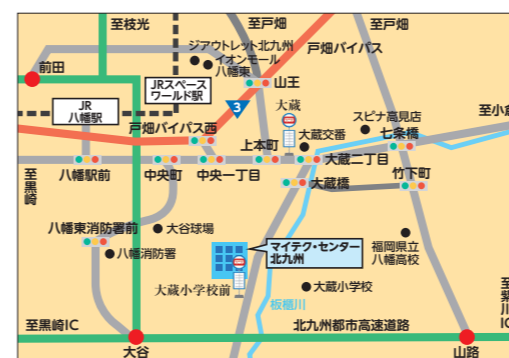 至枝光
至戸畑
至戸畑
ジアウトレット北九州
イオンモール
八幡東
戸畑バイパス
前田
JRスペース
ワールド駅
山王
3
大蔵
JR
八幡駅
スピナ高見店
至小倉
戸畑バイパス西
大蔵交番
七条橋
上本町
大蔵二丁目
至黒崎
八幡駅前
中央町
中央一丁目
大蔵橋
竹下町
八幡東消防署前
大谷球場
八幡消防署
マイテク・センター
北九州
福岡県立
八幡高校
大蔵小学校前
大蔵小学校
板櫃川
至紫川IC
至黒崎IC
北九州都市高速道路
大谷
山路